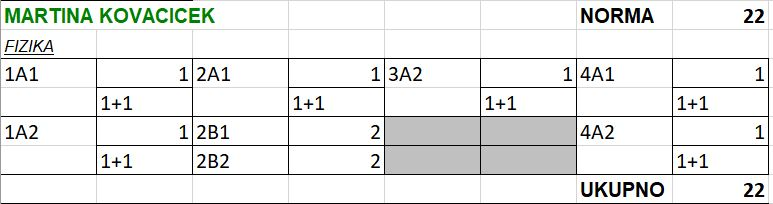 MARTINA KOVACICEK NORMA 22
FIZIKA
1A1 1 2A1 1 3A2 1 4A1 1
1+1 1+1 1+1 1+1
1A2 1 2B1 2 4A2 1
1+1 2B2 2 1+1
UKUPNO 22